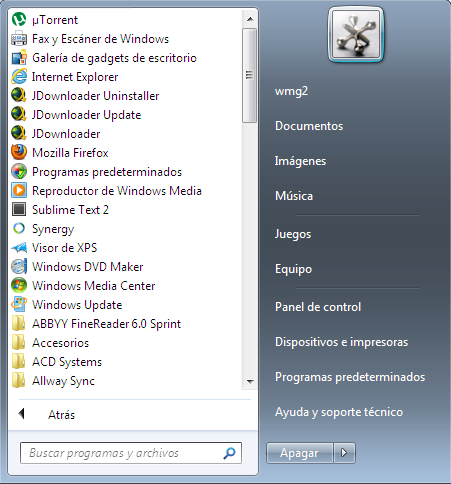 µTorrent
Fax y Escáner de Windows
Galería de gadgets de escritorio
Internet Explorer
JDownloader Uninstaller
JDownloader Update
JDownloader
Mozilla Firefox
Programas predeterminados
Reproductor de Windows Media
Sublime Text 2
Synergy
Visor de XPS
Windows DVD Maker
Windows Media Center
Windows Update
ABBYY FineReader 6.0 Sprint
Accesorios
ACD Systems
Allway Sync
Atrás
Buscar programas y archivos
wmg2
Documentos
Imágenes
Música
Juegos
Equipo
Panel de control
Dispositivos e impresoras
Programas predeterminados
Ayuda y soporte técnico
Apagar